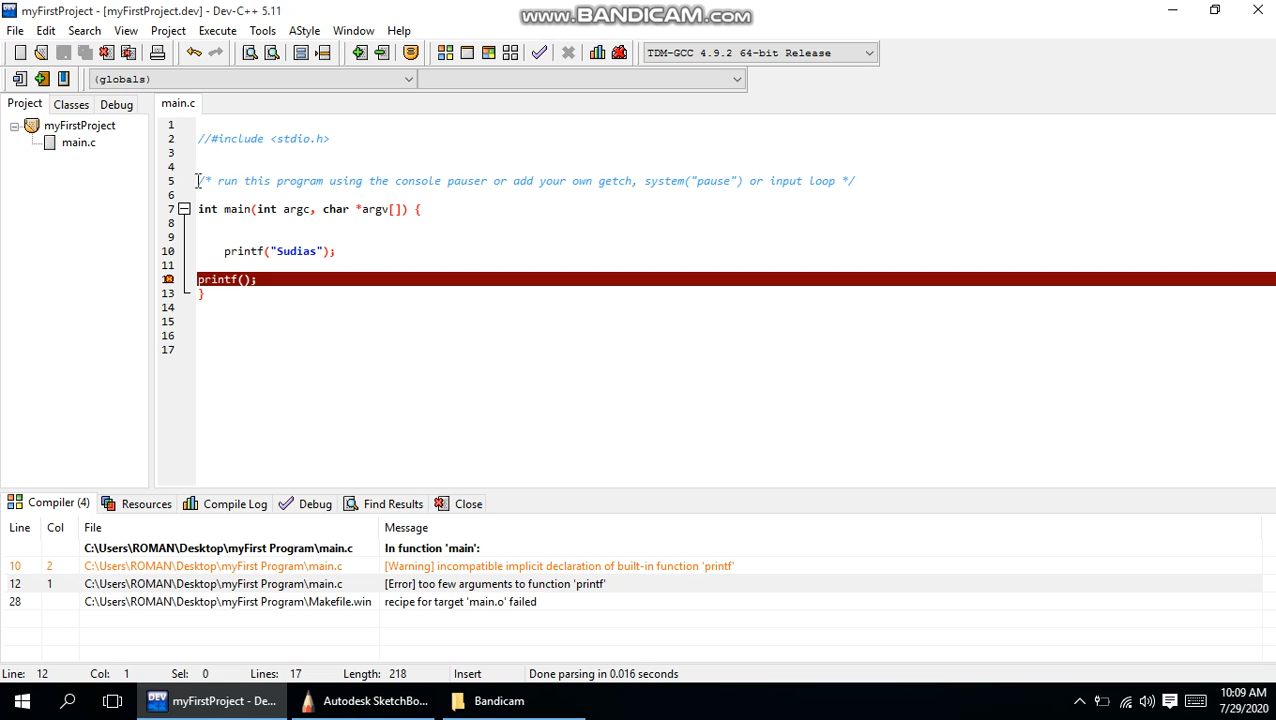 myFirstProject - [myFirstProject.dev] - Dev-C++ 5.11
www.BANDICAM.com
File Edit Search View Project Execute Tools AStyle Window Help
TDM-GCC 4.9.2 64-bit Release
(globals)
Project Classes Debug
main.c
myFirstProject
main.c
1
2 //#include <stdio.h>
3
4
5 /* run this program using the console pauser or add your own getch, system("pause") or input loop */
6
7 int main(int argc, char *argv[]) {
8
9
10 printf("Sudias");
11
printf();
13 }
14
15
16
17
Compiler (4) Resources Compile Log Debug Find Results Close
Line Col File Message
C:\Users\ROMAN\Desktop\myFirst Program\main.c In function 'main':
10 2 C:\Users\ROMAN\Desktop\myFirst Program\main.c [Warning] incompatible implicit declaration of built-in function 'printf'
12 1 C:\Users\ROMAN\Desktop\myFirst Program\main.c [Error] too few arguments to function 'printf'
28 C:\Users\ROMAN\Desktop\myFirst Program\Makefile.win recipe for target 'main.o' failed
Line: 12 Col: 1 Sel: 0 Lines: 17 Length: 218 Insert Done parsing in 0.016 seconds
DEV myFirstProject - De... Autodesk SketchBo... Bandicam
10:09 AM
7/29/2020